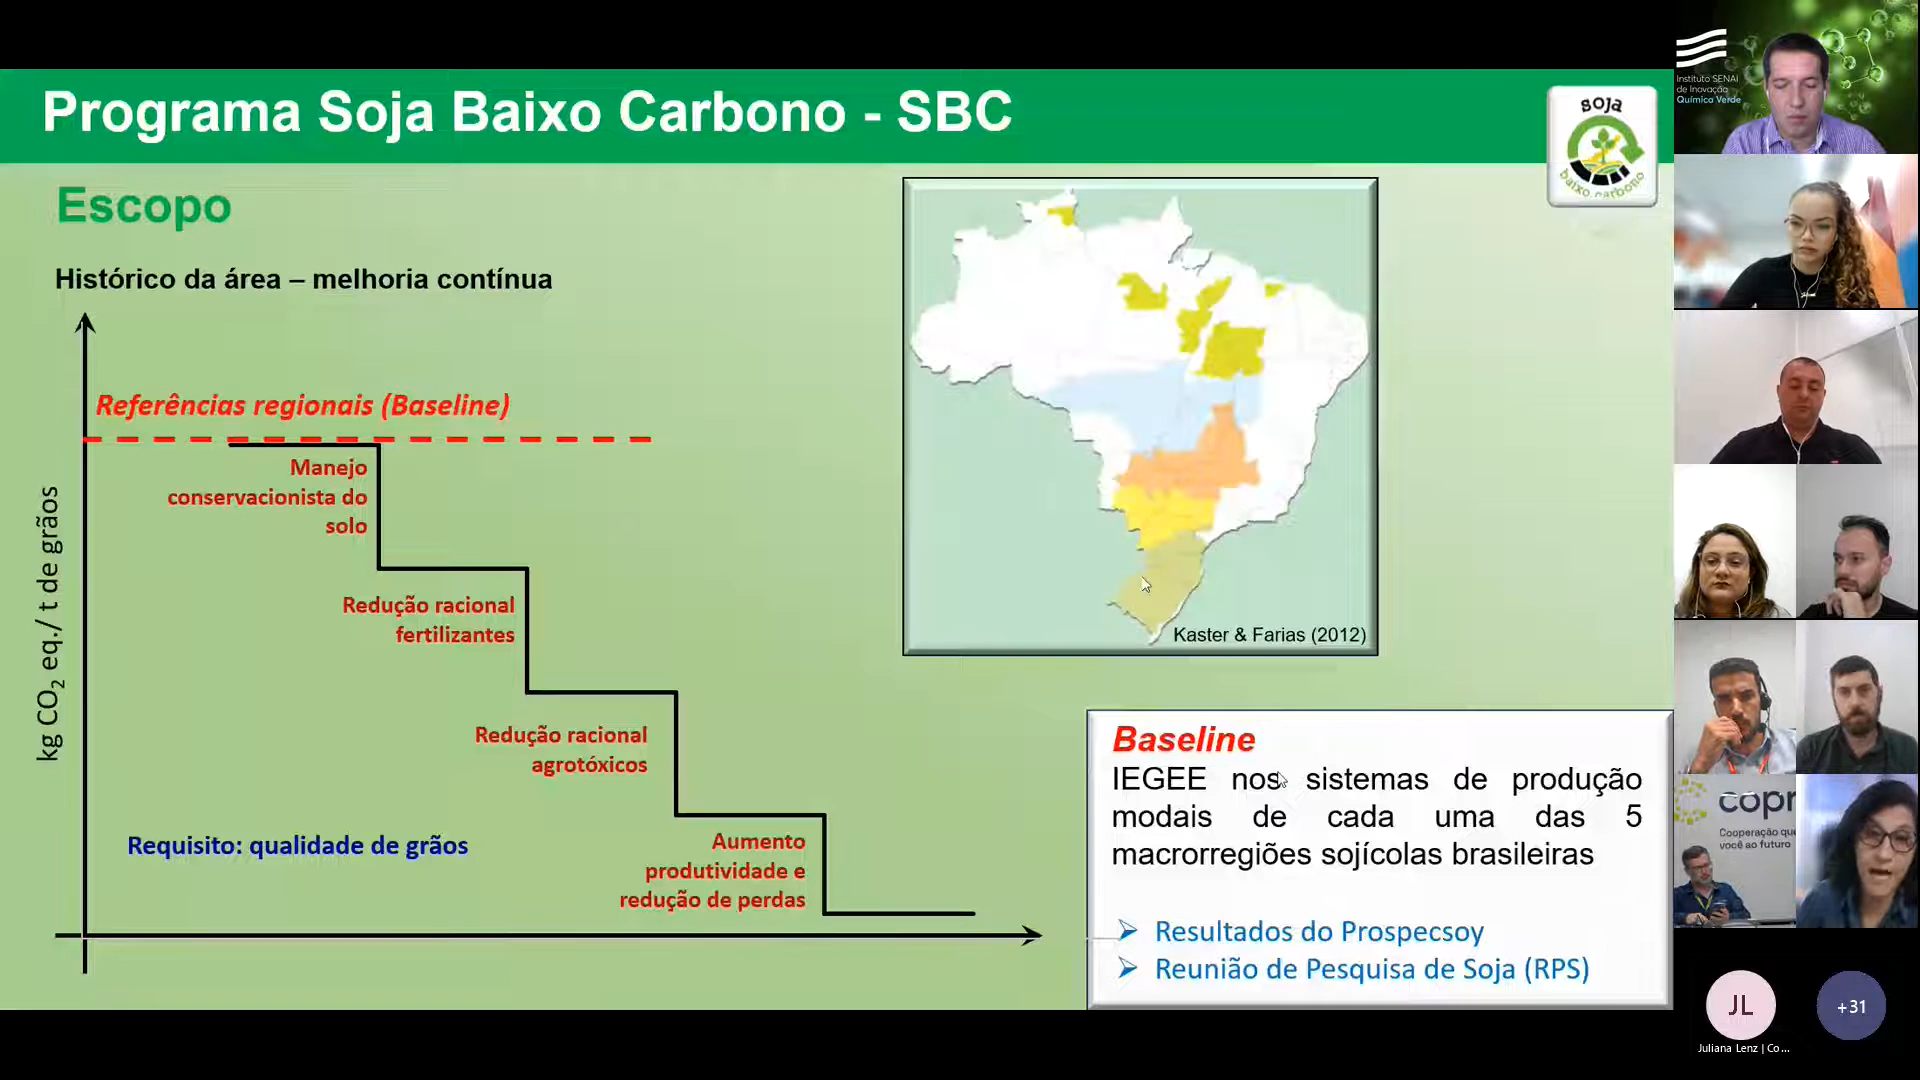 Programa Soja Baixo Carbono - SBC
soja
baixo carbono
Escopo
Histórico da área – melhoria contínua
kg CO₂ eq./ t de grãos
Referências regionais (Baseline)
Manejo
conservacionista do
solo
Redução racional
fertilizantes
Redução racional
agrotóxicos
Aumento
produtividade e
redução de perdas
Requisito: qualidade de grãos
Kaster & Farias (2012)
Baseline
IEGEE nos sistemas de produção
modais de cada uma das 5
macrorregiões sojícolas brasileiras
➢ Resultados do Prospecsoy
➢ Reunião de Pesquisa de Soja (RPS)
Instituto SENAI
de Inovação
Química Verde
copr
Cooperação que
você ao futuro
JL
Juliana Lenz | Co...
+31